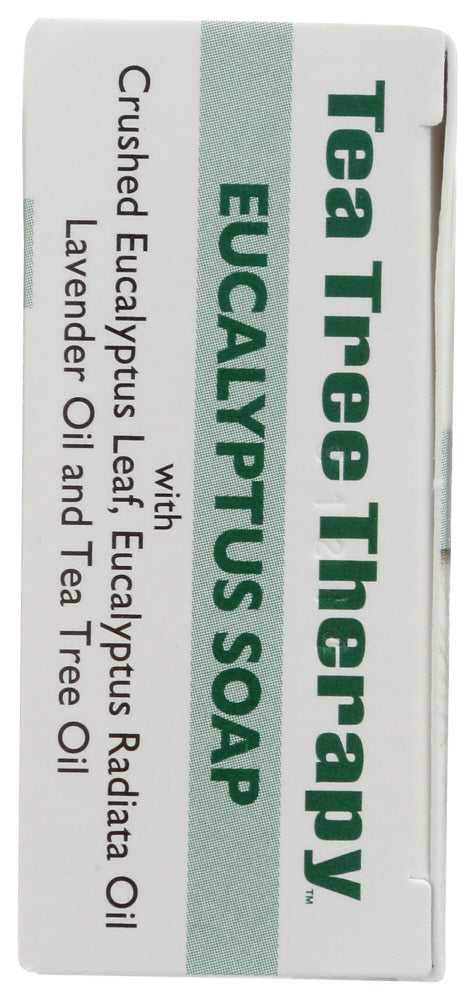 Tea Tree Therapy™
EUCALYPTUS SOAP
with
Crushed Eucalyptus Leaf, Eucalyptus Radiata Oil
Lavender Oil and Tea Tree Oil